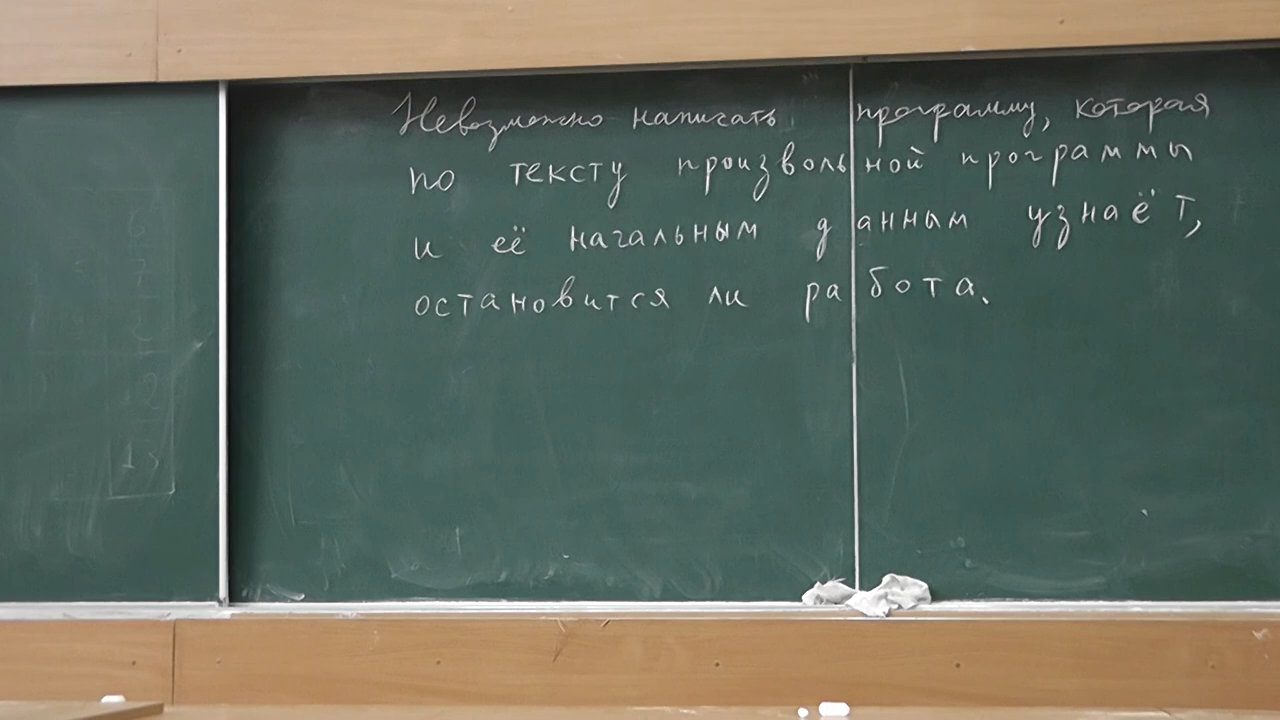 Невозможно написать программу, которая
по тексту произвольной программы
и её начальным данным узнаёт,
остановится ли работа.